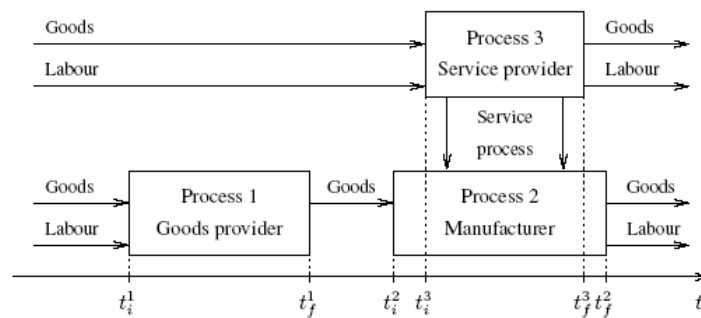 Goods
Process 3
Goods
Labour
Service provider
Labour
Service
process
Goods
Process 1
Goods
Process 2
Goods
Labour
Goods provider
Manufacturer
Labour
t_i^1 t_f^1 t_i^2 t_i^3 t_f^3 t_f^2 t